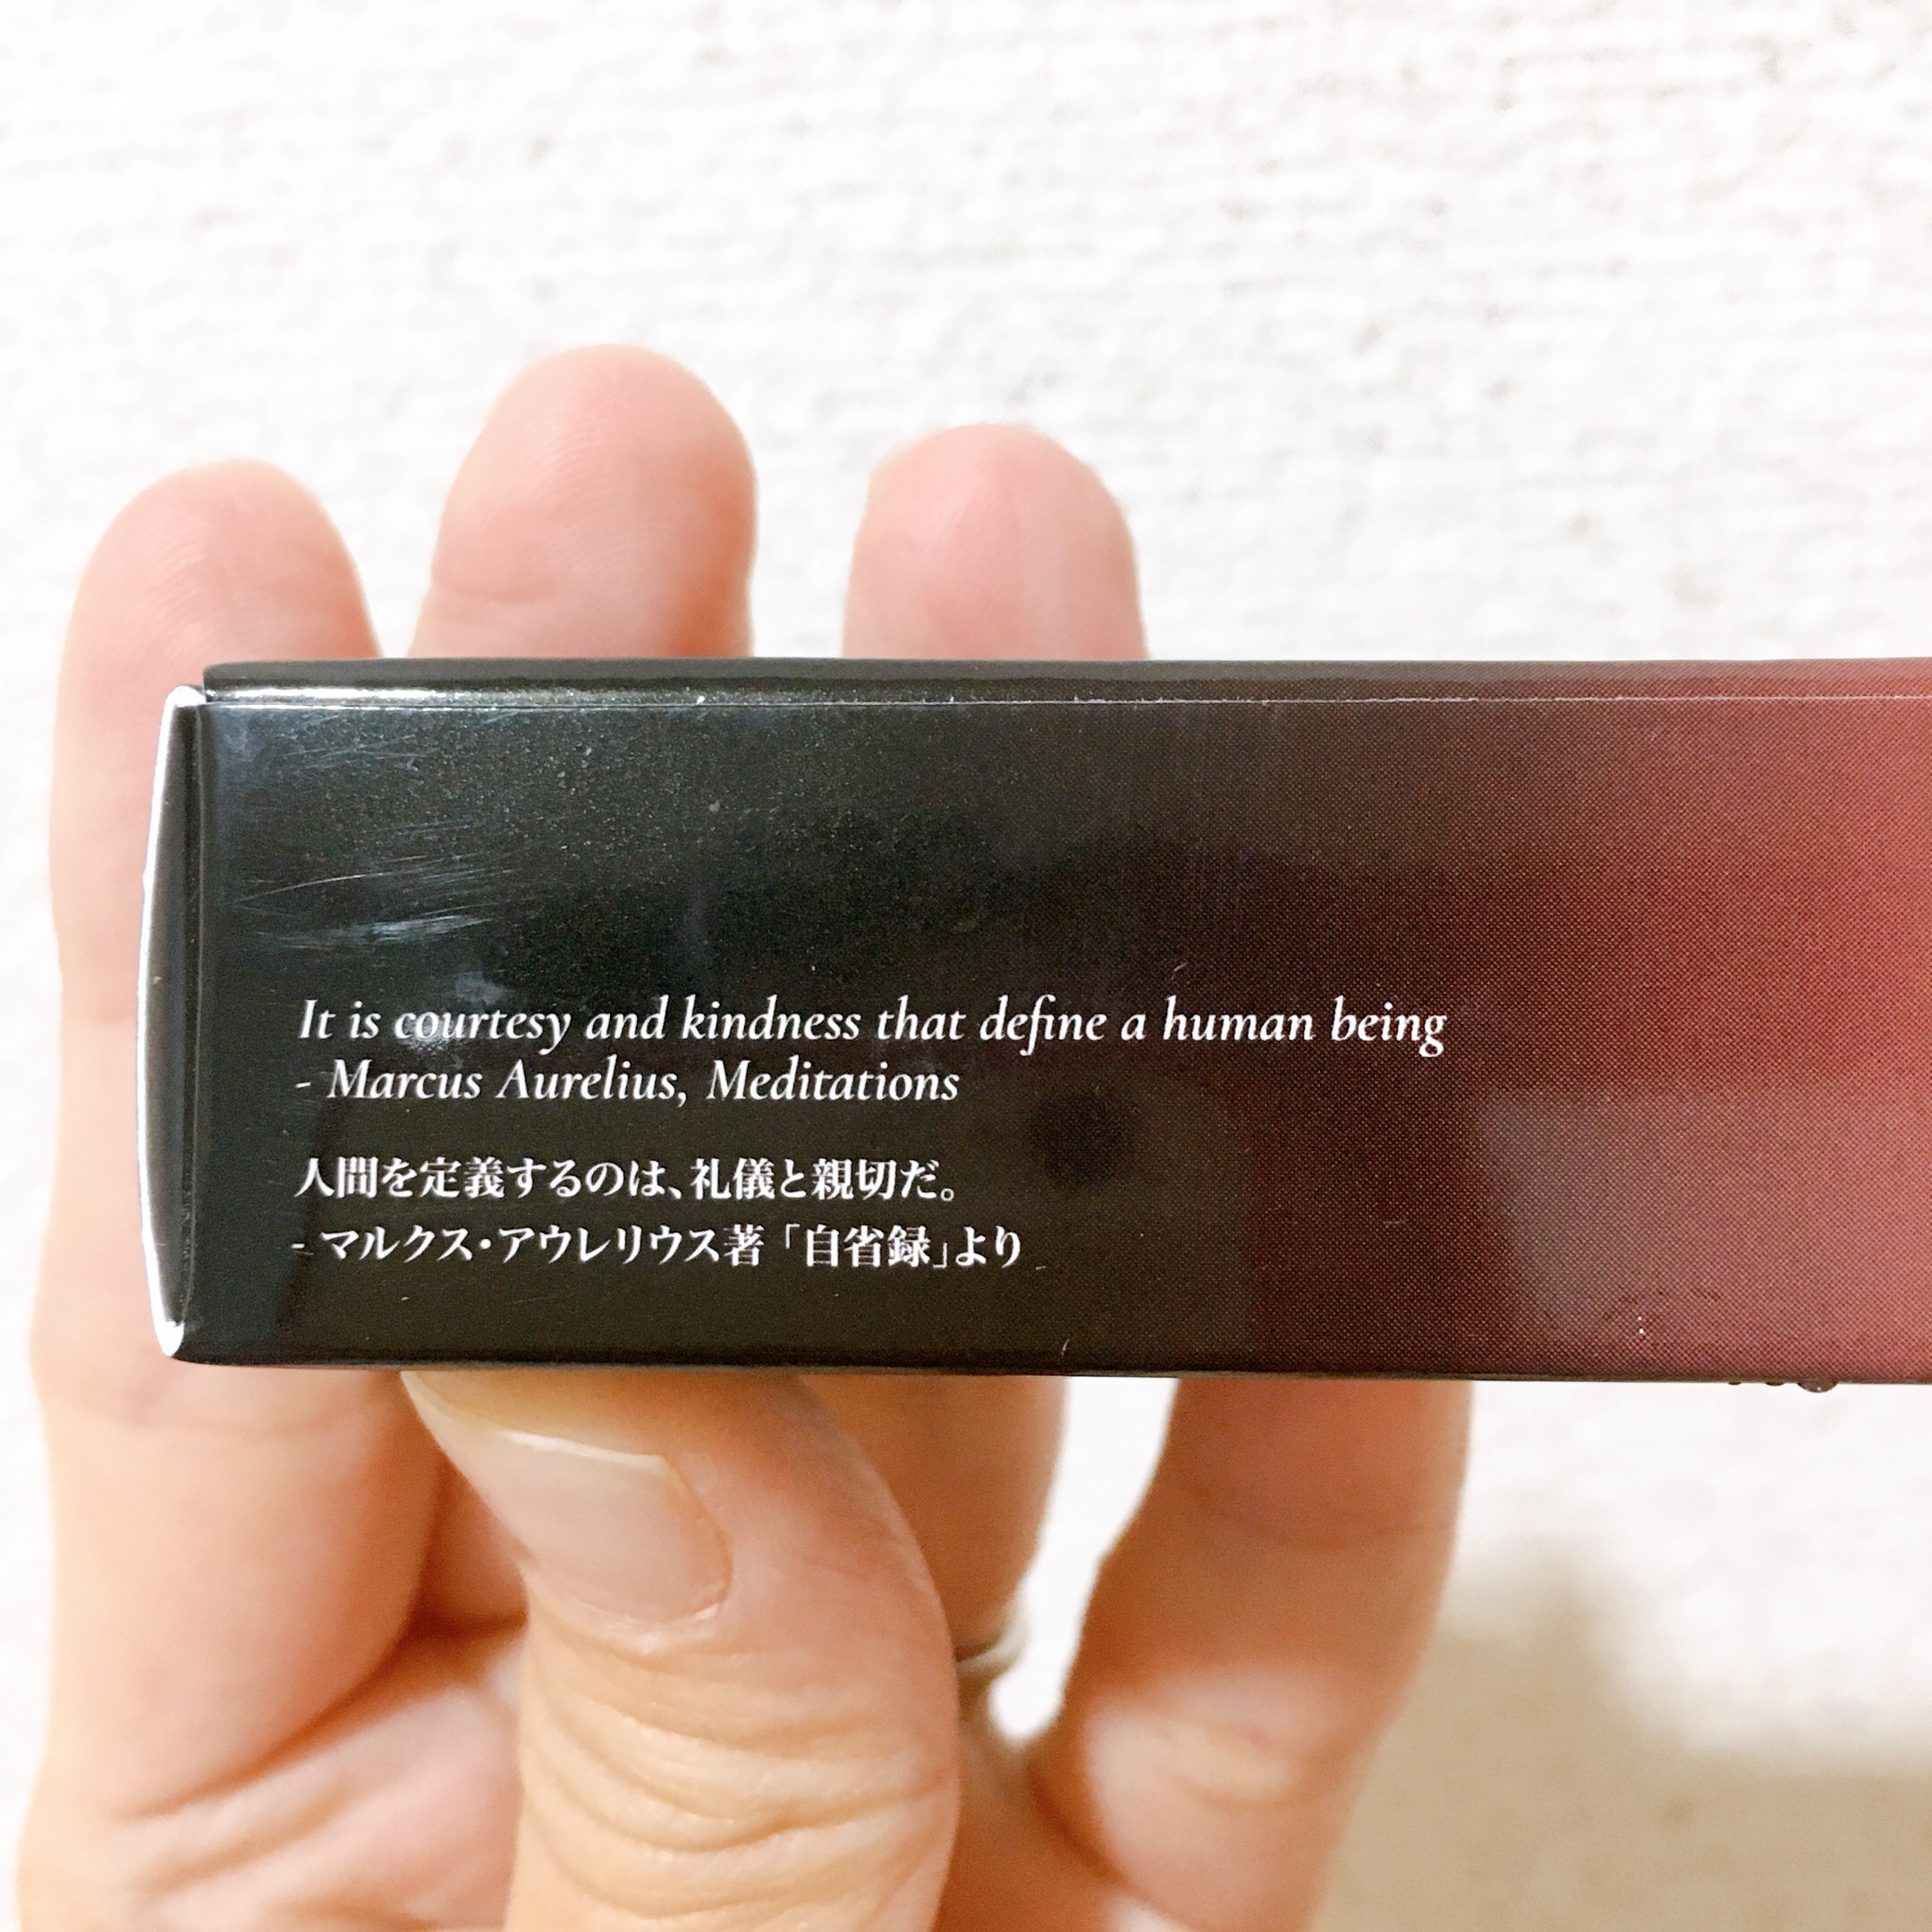 It is courtesy and kindness that define a human being
- Marcus Aurelius, Meditations
人間を定義するのは、礼儀と親切だ。
- マルクス・アウレリウス著「自省録」より